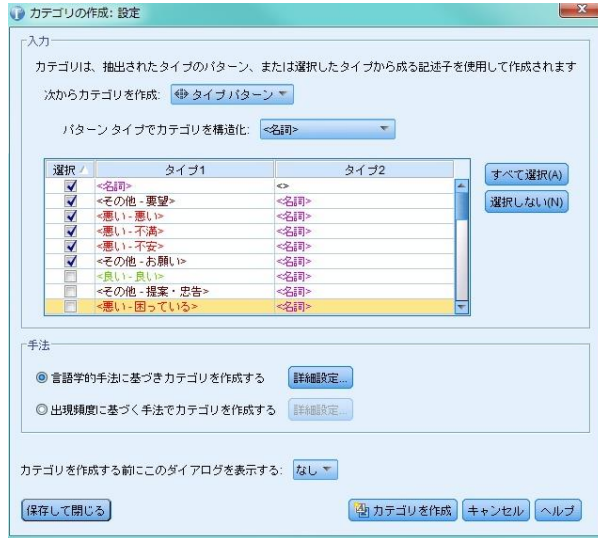 カテゴリの作成: 設定
入力
カテゴリは、抽出されたタイプのパターン、または選択したタイプから成る記述子を使用して作成されます
次からカテゴリを作成: タイプ パターン
パターン タイプでカテゴリを構造化: <名詞>
選択 タイプ1 タイプ2
<名詞> <>
<その他 - 要望> <名詞>
<悪い - 悪い> <名詞>
<悪い - 不満> <名詞>
<悪い - 不安> <名詞>
<その他 - お願い> <名詞>
<良い - 良い> <名詞>
<その他 - 提案・忠告> <名詞>
<悪い - 困っている> <名詞>
すべて選択(A)
選択しない(N)
手法
言語学的手法に基づきカテゴリを作成する 詳細設定...
出現頻度に基づく手法でカテゴリを作成する 詳細設定...
カテゴリを作成する前にこのダイアログを表示する: なし
保存して閉じる カテゴリを作成 キャンセル ヘルプ